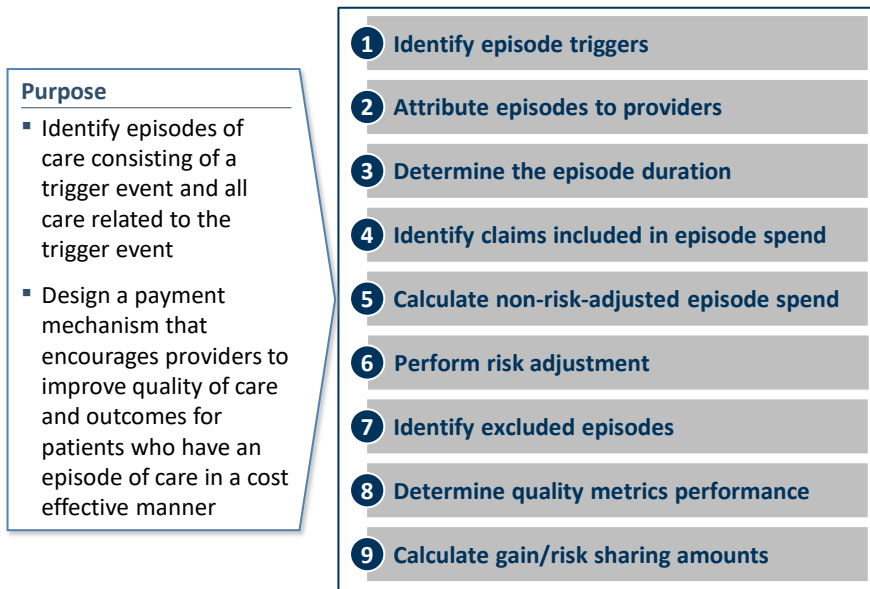 Purpose
▪ Identify episodes of
care consisting of a
trigger event and all
care related to the
trigger event
▪ Design a payment
mechanism that
encourages providers to
improve quality of care
and outcomes for
patients who have an
episode of care in a cost
effective manner
1 Identify episode triggers
2 Attribute episodes to providers
3 Determine the episode duration
4 Identify claims included in episode spend
5 Calculate non-risk-adjusted episode spend
6 Perform risk adjustment
7 Identify excluded episodes
8 Determine quality metrics performance
9 Calculate gain/risk sharing amounts